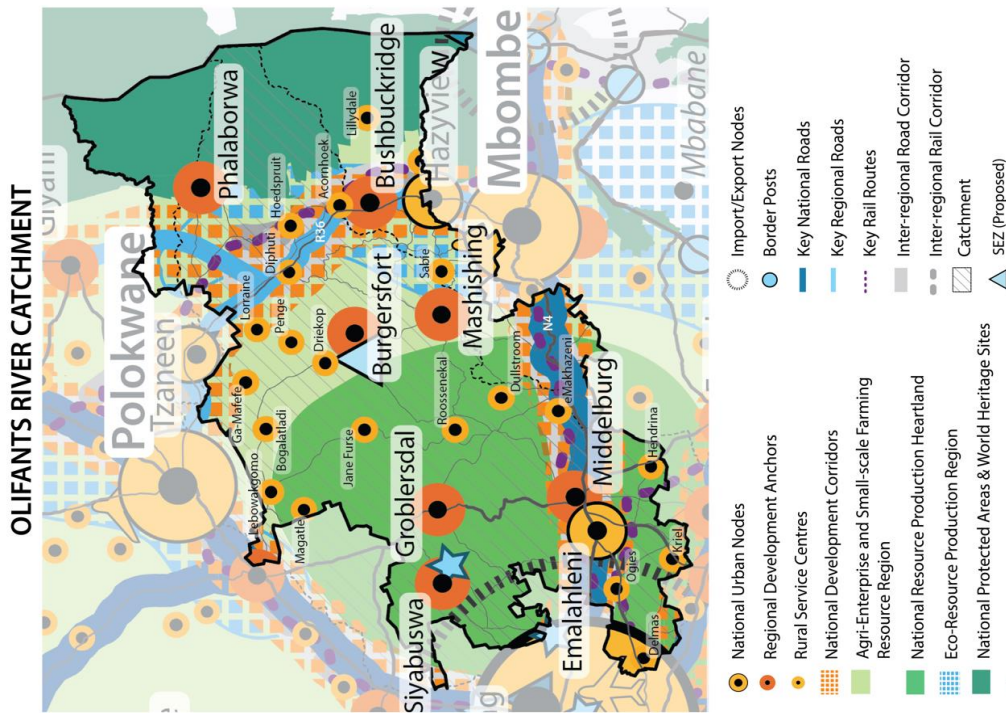 OLIFANTS RIVER CATCHMENT
Giyani
Polokwane
Tzaneen
Phalaborwa
Lorraine
Diphuti
Hoedspruit
Acornhoek
Lillydale
Bushbuckridge
R36
Ga-Mafefe
Penge
Driekop
Burgersfort
Sabie
Hazyview
Mashishing
Mbombe
Lebowakgomo
Bogalatladi
Magatle
Jane Furse
Roossenekal
Dullstroom
N4
eMakhazeni
Mbabane
Groblersdal
Siyabuswa
Middelburg
Hendrina
Emalahleni
Ogies
Kriel
Delmas
National Urban Nodes
Regional Development Anchors
Rural Service Centres
National Development Corridors
Agri-Enterprise and Small-scale Farming
Resource Region
National Resource Production Heartland
Eco-Resource Production Region
National Protected Areas & World Heritage Sites
Import/Export Nodes
Border Posts
Key National Roads
Key Regional Roads
Key Rail Routes
Inter-regional Road Corridor
Inter-regional Rail Corridor
Catchment
SEZ (Proposed)